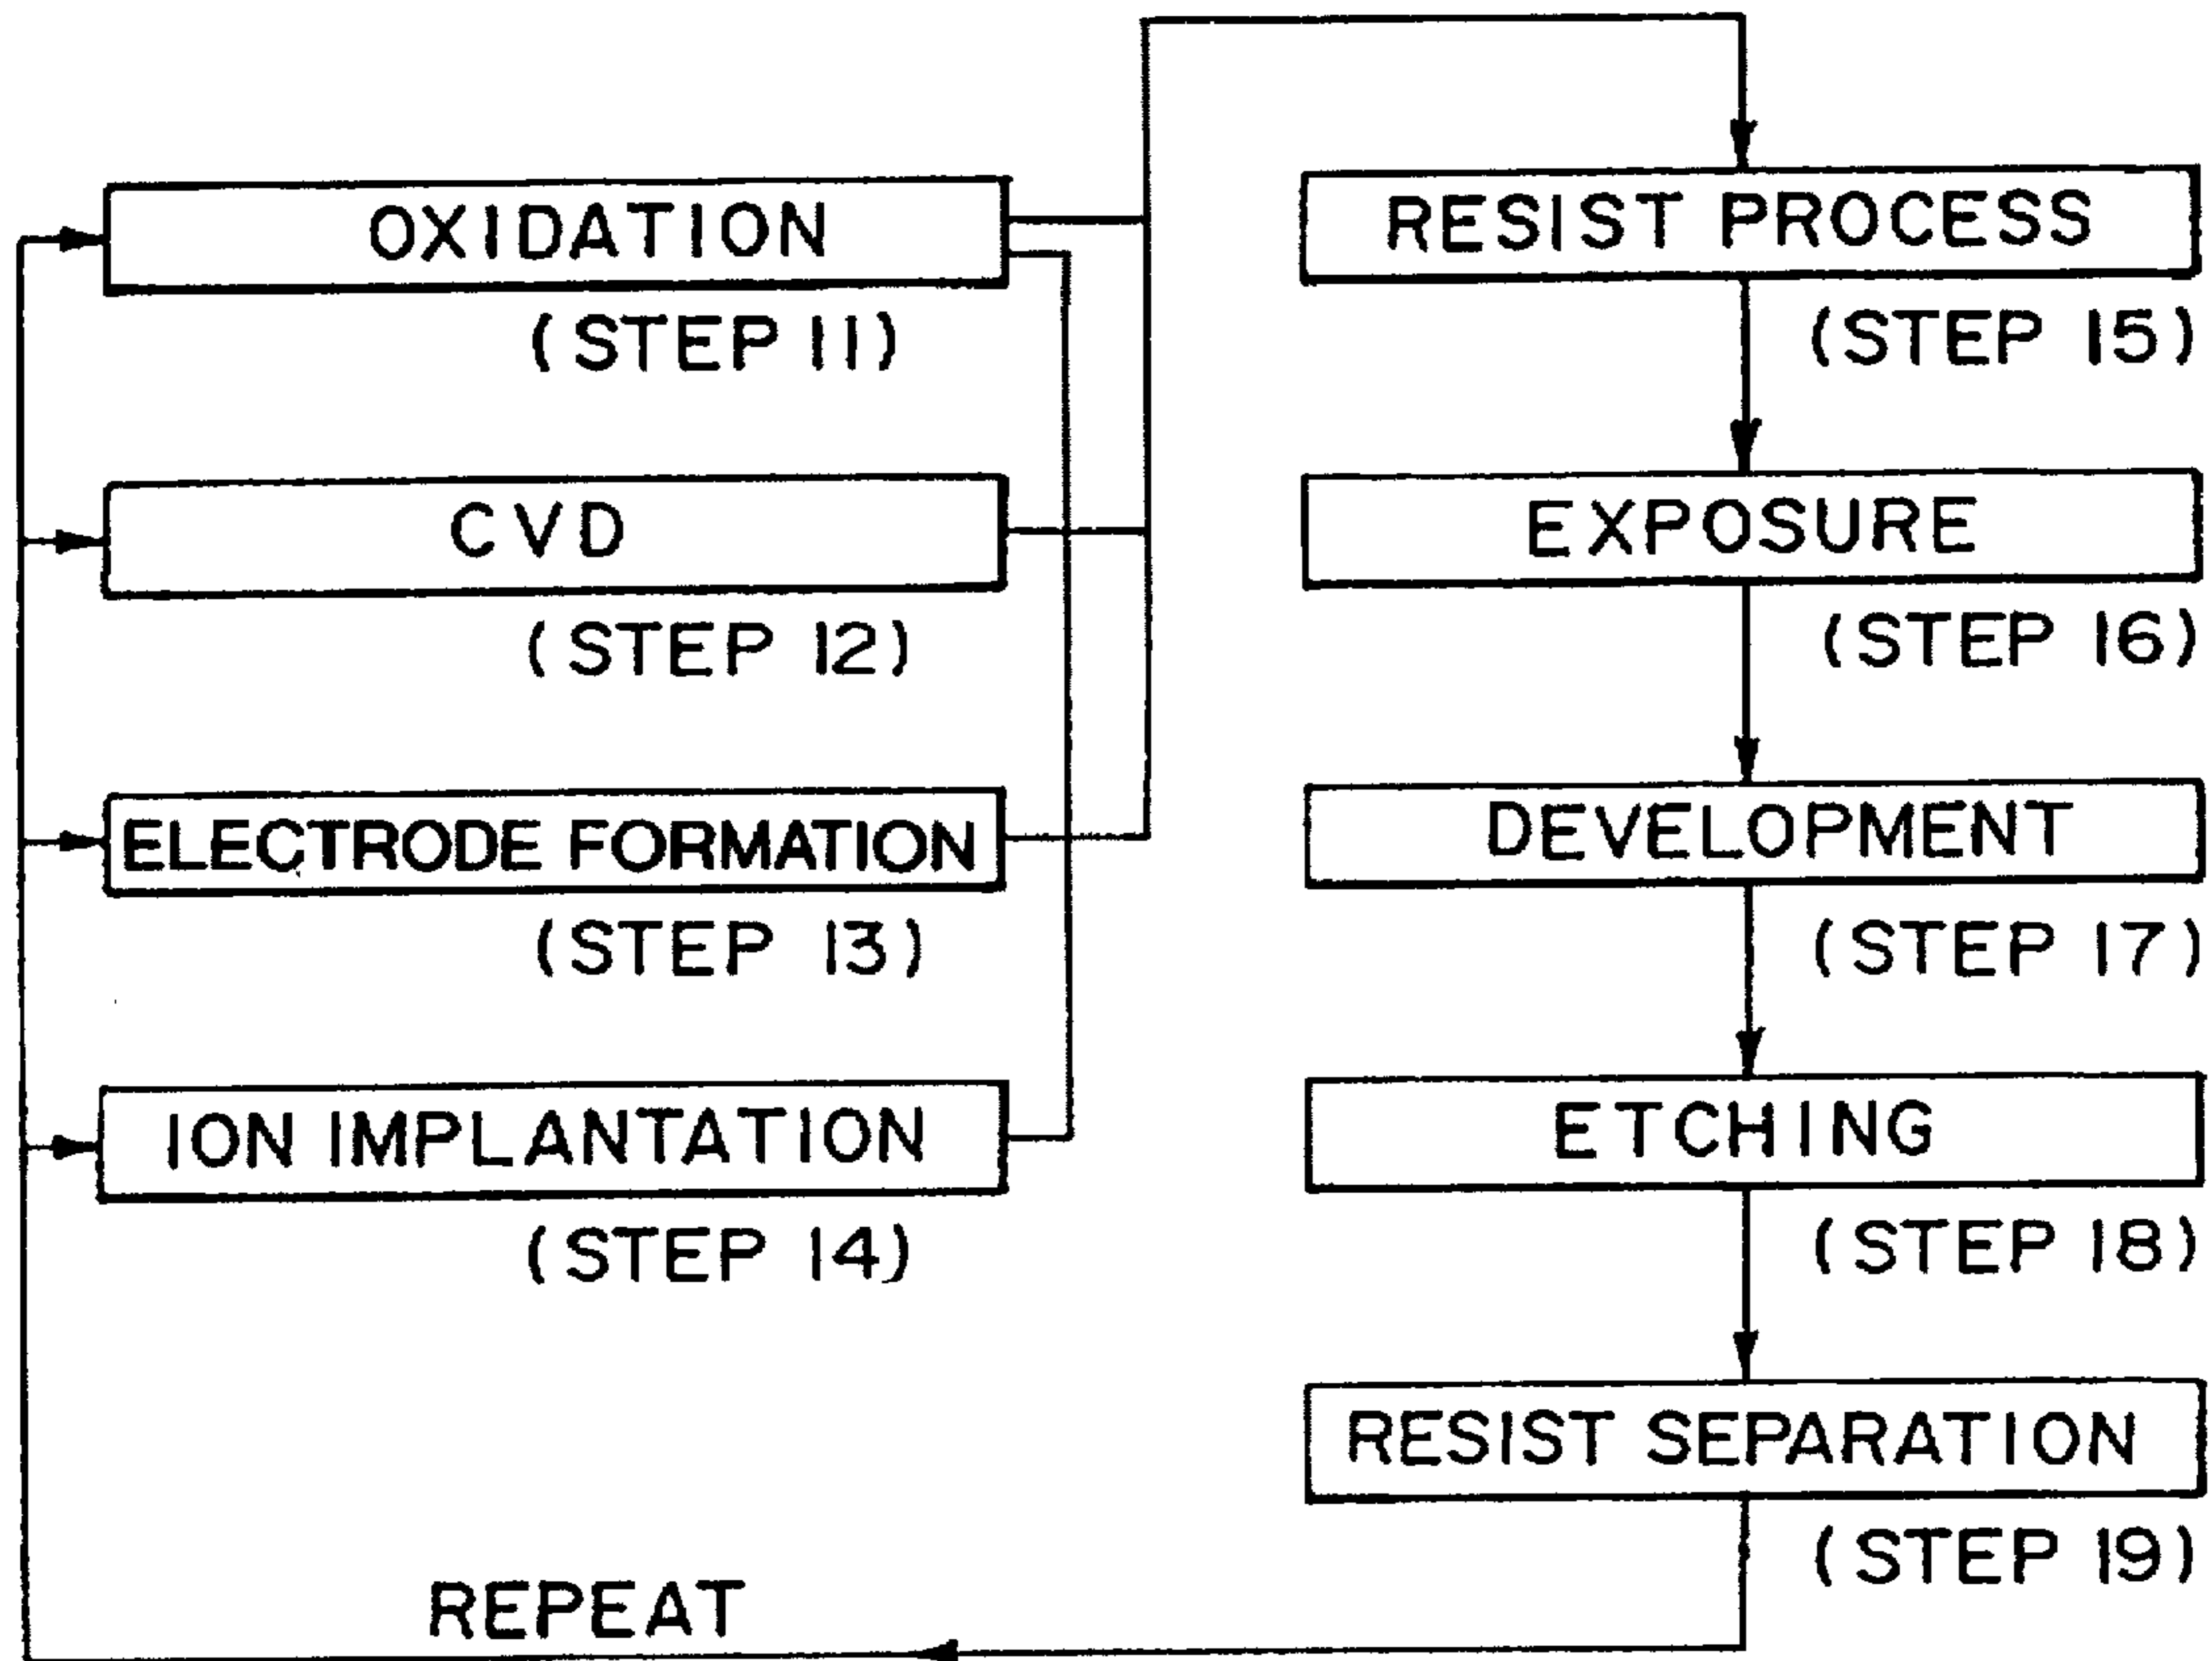 OXIDATION
(STEP 11)
CVD
(STEP 12)
ELECTRODE FORMATION
(STEP 13)
ION IMPLANTATION
(STEP 14)
RESIST PROCESS
(STEP 15)
EXPOSURE
(STEP 16)
DEVELOPMENT
(STEP 17)
ETCHING
(STEP 18)
RESIST SEPARATION
(STEP 19)
REPEAT